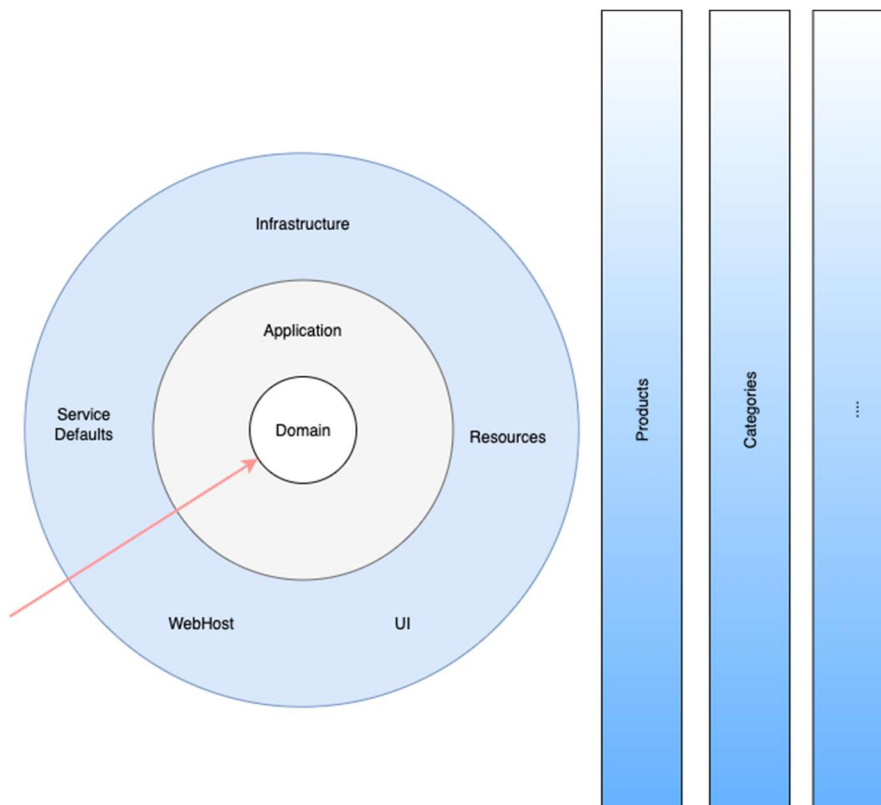 Infrastructure
Application
Service
Defaults
Domain
Resources
WebHost
UI
Products
Categories
....